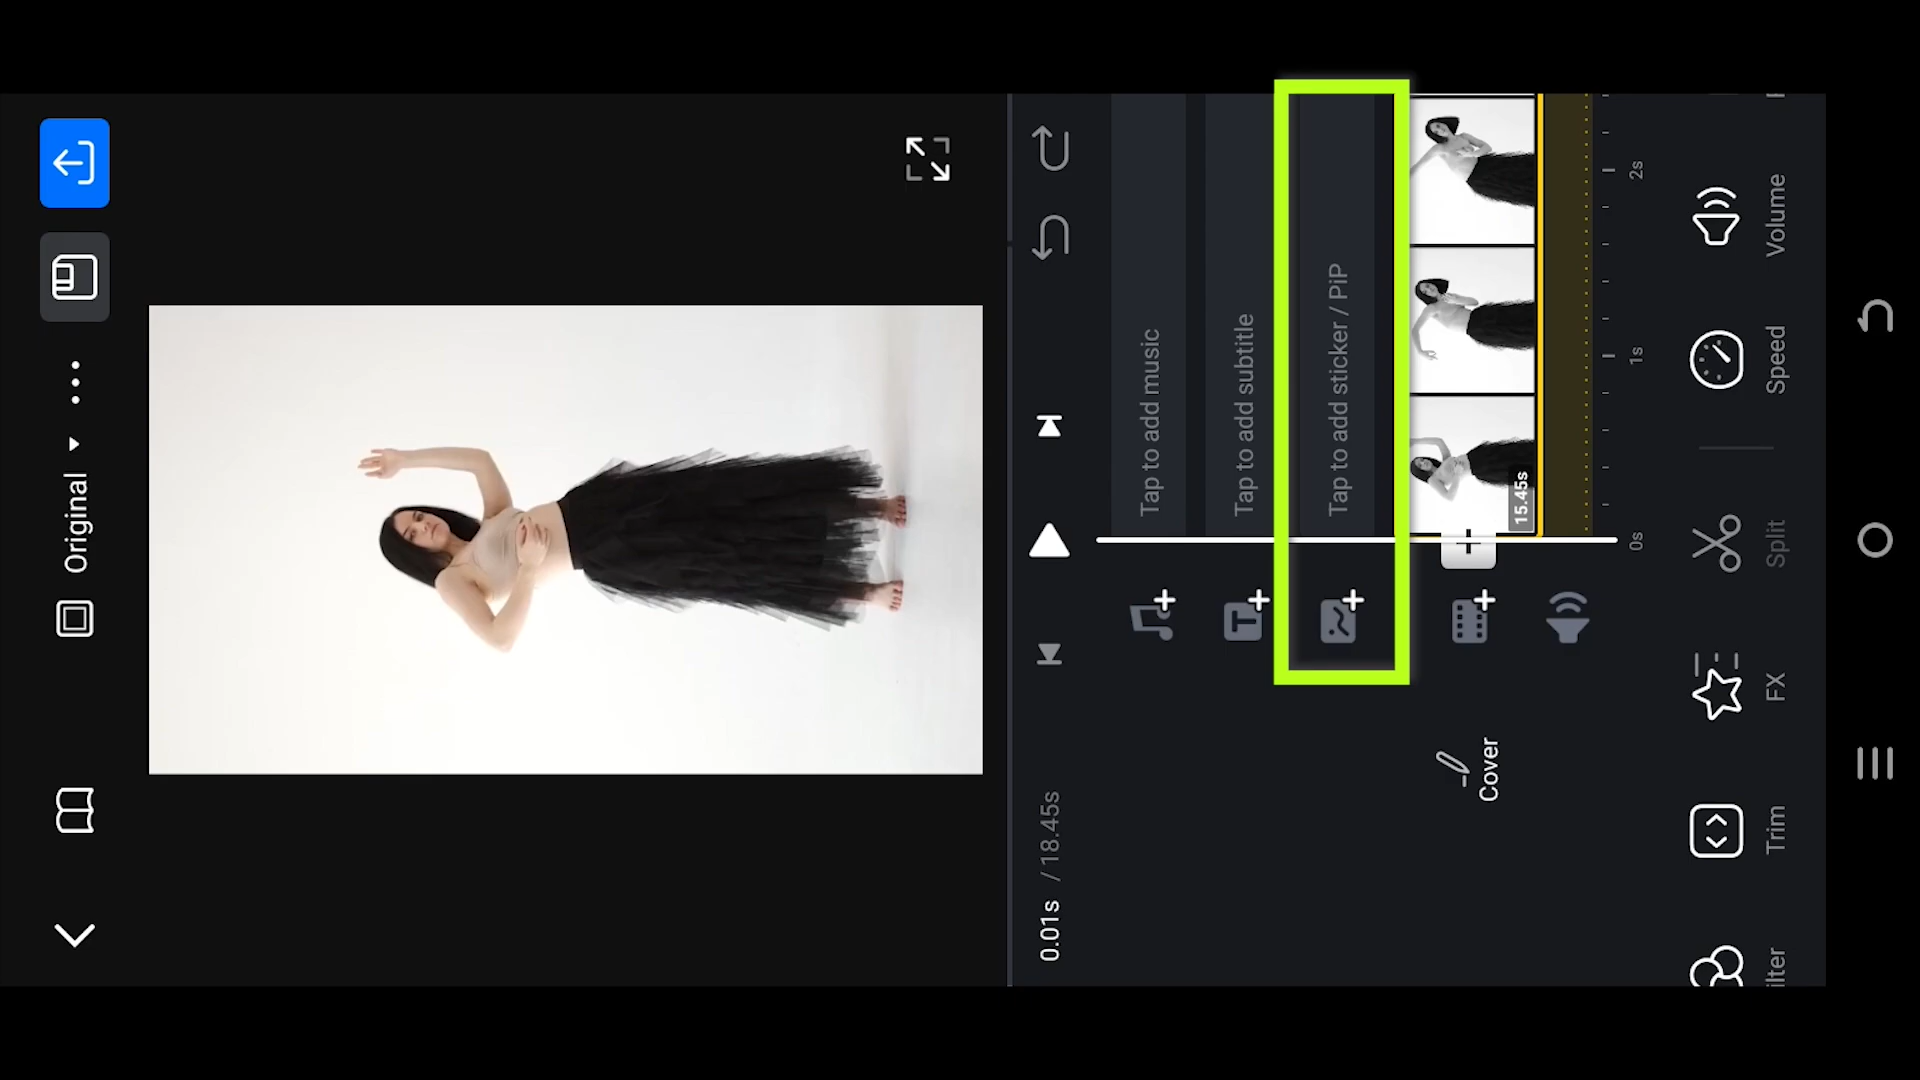 Original
0.01s / 18.45s
Tap to add music
Tap to add subtitle
Tap to add sticker / PiP
Cover
15.45s
0s 1s 2s
ilter Trim FX Split Speed Volume